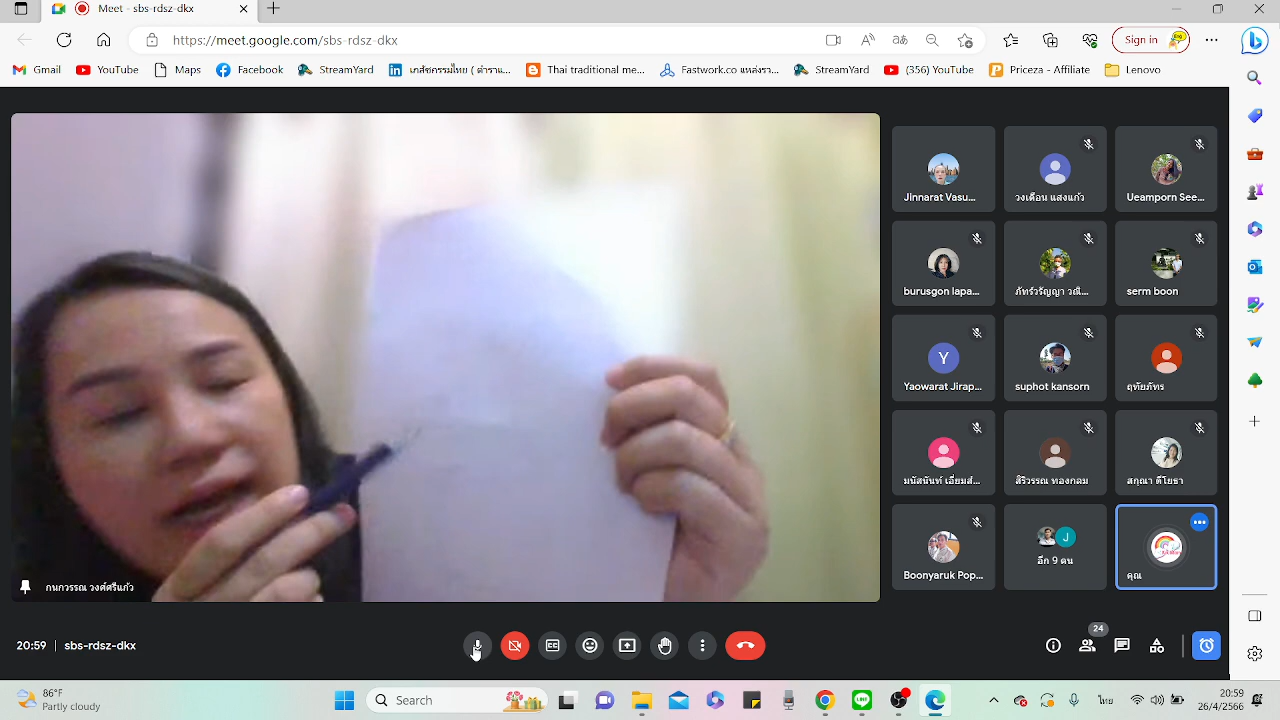 Meet - sbs-rdsz-dkx
https://meet.google.com/sbs-rdsz-dkx
Sign in
Gmail
YouTube
Maps
Facebook
StreamYard
Thai traditional me...
StreamYard
(356) YouTube
Priceza - Affiliate
Lenovo
Jinnarat Vasu...
วงเดือน แสงแก้ว
Ueamporn See...
burusgon lapa...
serm boon
Yaowarat Jirap...
suphot kansorn
ฤทัยภัทร
สิริวรรณ ทองกลม
สกุณา ตีโยธา
Boonyaruk Pop...
อีก 9 คน
คุณ
กนกวรรณ วงศ์ศรีแก้ว
20:59 | sbs-rdsz-dkx
24
86°F
Partly cloudy
Search
ไทย
20:59
26/4/2566